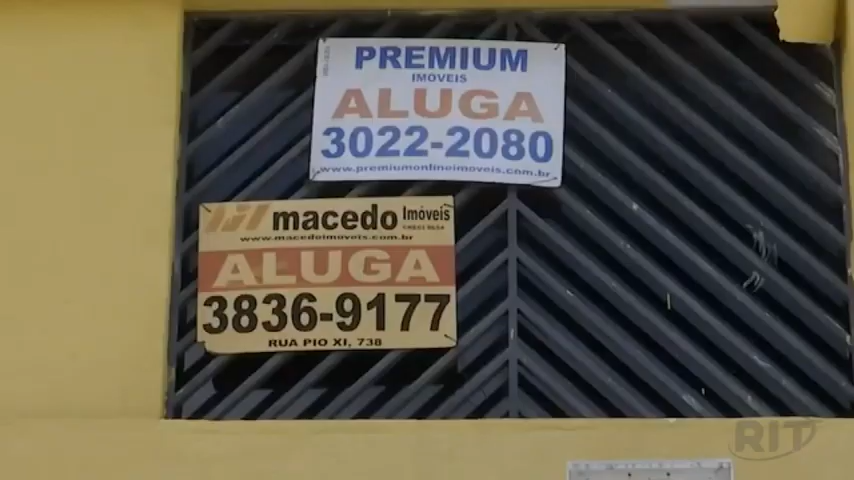 PREMIUM
IMÓVEIS
ALUGA
3022-2080
www.premiumonlineimoveis.com.br
macedo Imóveis
www.macedoimoveis.com.br
ALUGA
3836-9177
RUA PIO XI, 738
RIT